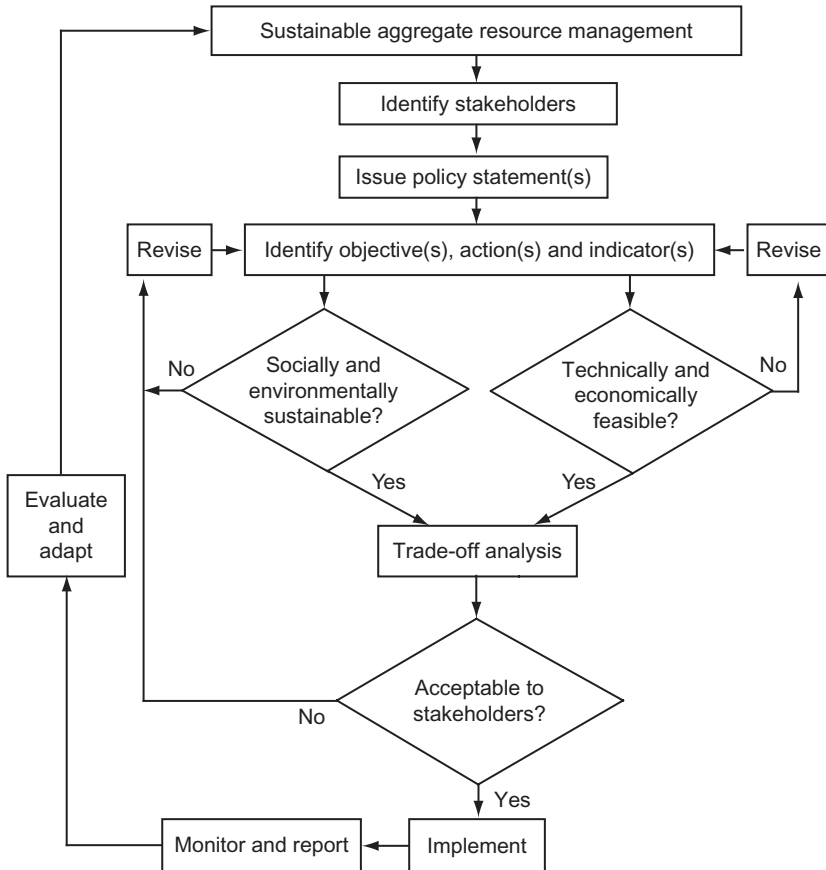 Sustainable aggregate resource management
Identify stakeholders
Issue policy statement(s)
Revise
Identify objective(s), action(s) and indicator(s)
Revise
No
Socially and
environmentally
sustainable?
Technically and
economically
feasible?
No
Yes
Yes
Evaluate
and
adapt
Trade-off analysis
Acceptable to
stakeholders?
No
Yes
Monitor and report
Implement